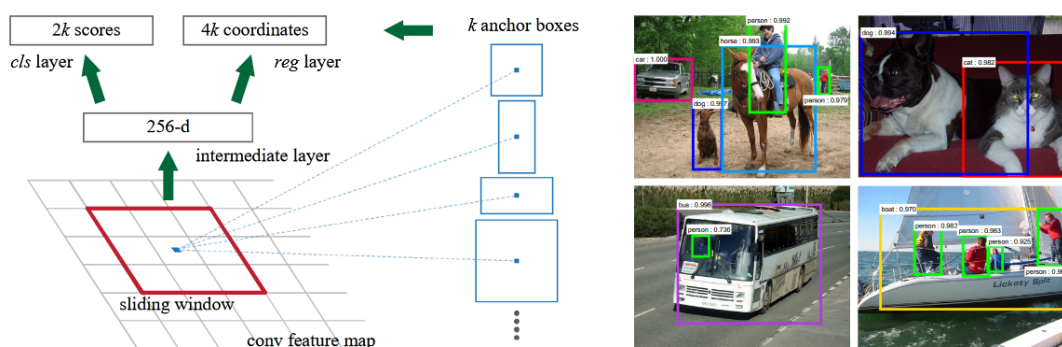 2k scores
4k coordinates
k anchor boxes
cls layer
reg layer
256-d
intermediate layer
sliding window
conv feature map
person : 0.992
horse : 0.993
car : 1.000
dog : 0.997
person : 0.979
dog : 0.994
cat : 0.982
bus : 0.996
person : 0.736
boat : 0.970
person : 0.983
person : 0.983
person : 0.925
Lickety Split